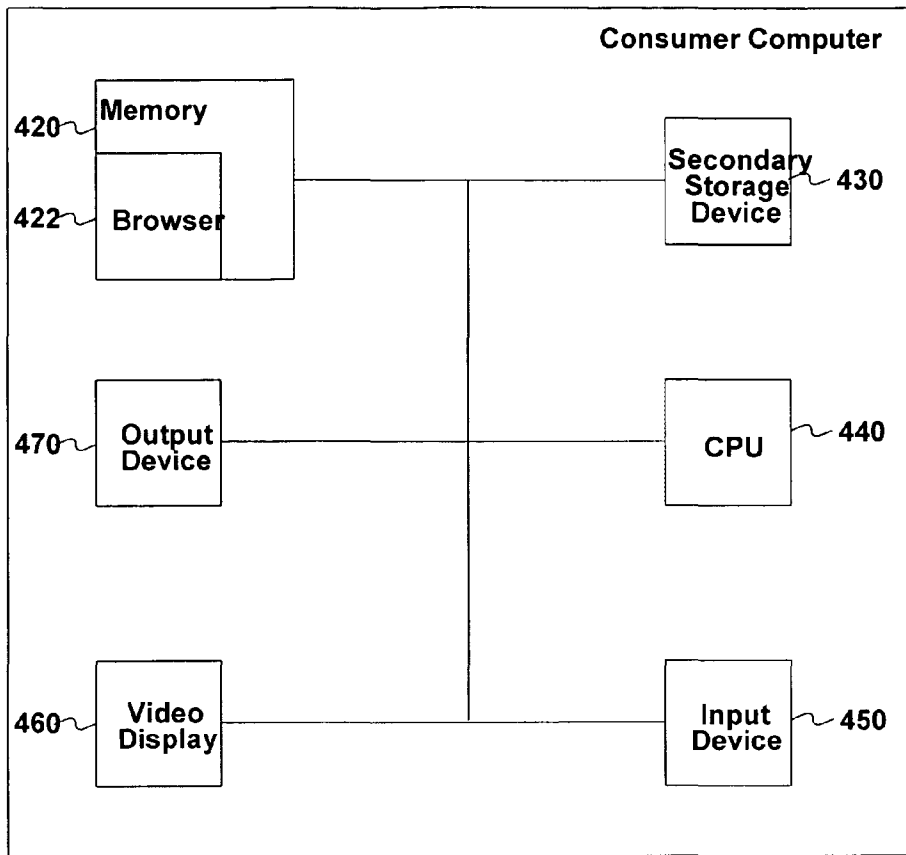 Consumer Computer
420
Memory
422
Browser
Secondary
Storage
Device
430
470
Output
Device
CPU
440
460
Video
Display
Input
Device
450